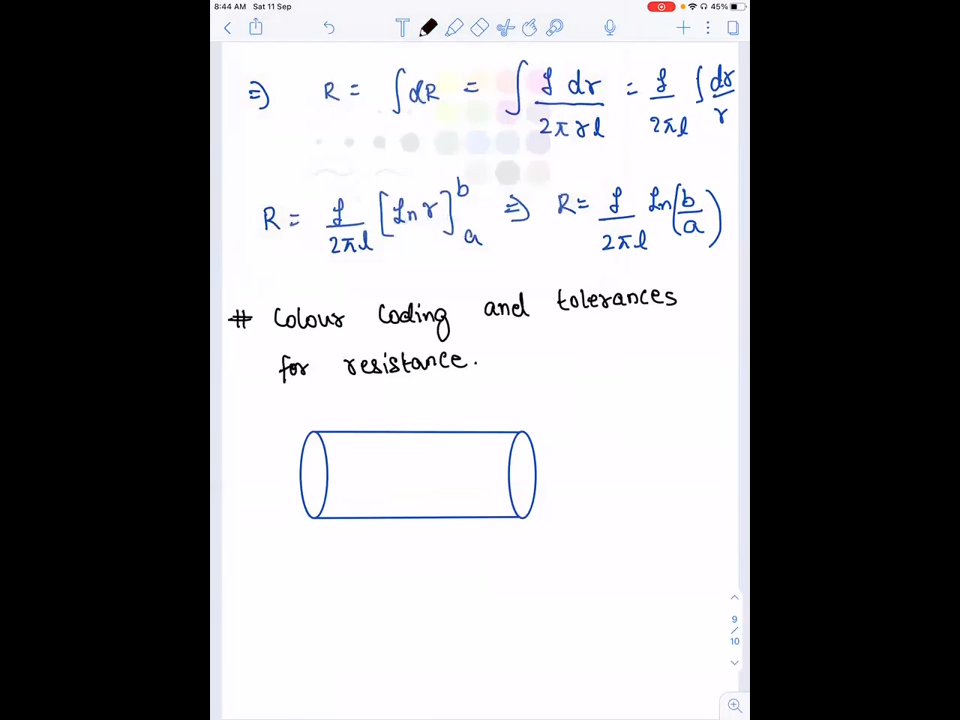 8:44 AM Sat 11 Sep 45%
⇒) R = ∫dR = ∫ ρ dr / 2πrl = ρ / 2πl ∫ dr / r
R = ρ / 2πl [ln r]ₐᵇ ⇒) R = ρ / 2πl Ln(b/a)
# Colour Coding and tolerances
for resistance.
9
/
10